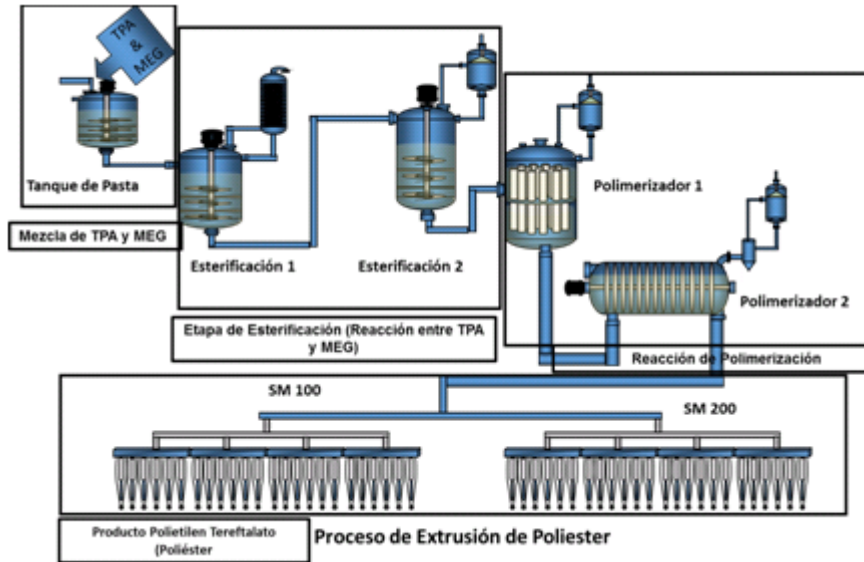 TPA
&
MEG
Tanque de Pasta
Mezcla de TPA y MEG
Esterificación 1
Esterificación 2
Etapa de Esterificación (Reacción entre TPA
y MEG)
Polimerizador 1
Polimerizador 2
Reacción de Polimerización
SM 100
SM 200
Producto Polietilen Tereftalato
(Poliéster
Proceso de Extrusión de Poliester